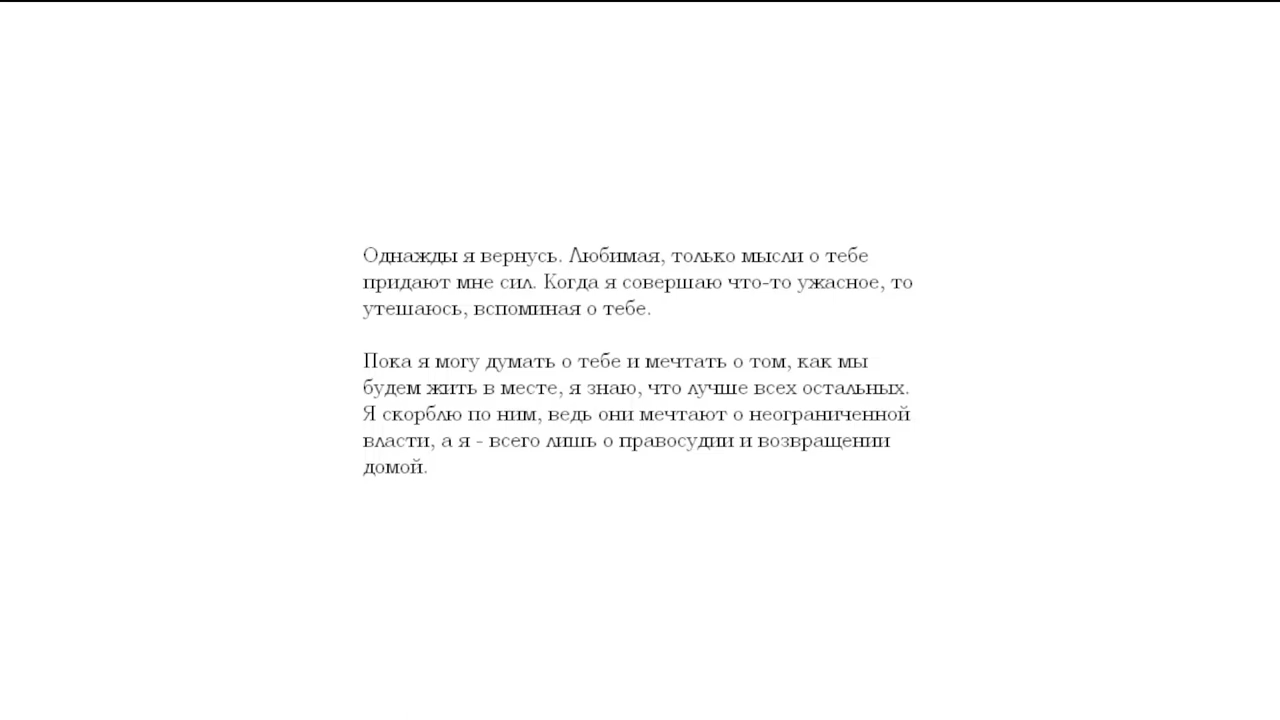 Однажды я вернусь. Любимая, только мысли о тебе
придают мне сил. Когда я совершаю что-то ужасное, то
утешаюсь, вспоминая о тебе.
Пока я могу думать о тебе и мечтать о том, как мы
будем жить в месте, я знаю, что лучше всех остальных.
Я скорблю по ним, ведь они мечтают о неограниченной
власти, а я - всего лишь о правосудии и возвращении
домой.